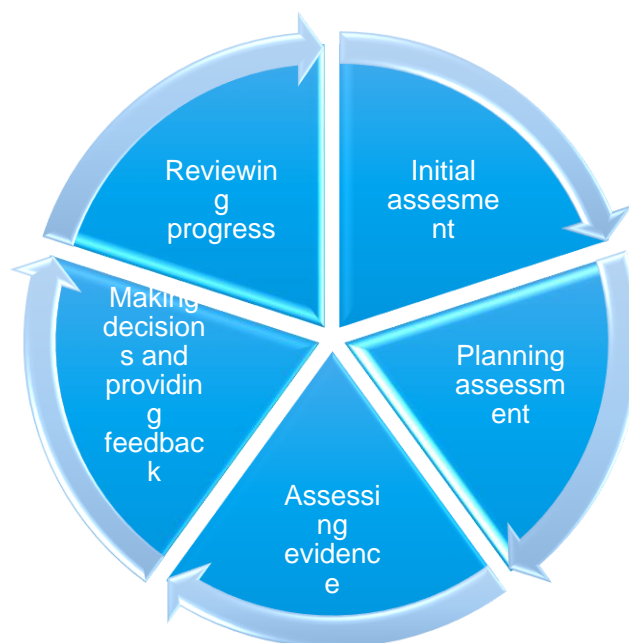 Initial
assesme
nt
Planning
assessm
ent
Assessi
ng
evidenc
e
Making
decision
s and
providin
g
feedbac
k
Reviewin
g
progress